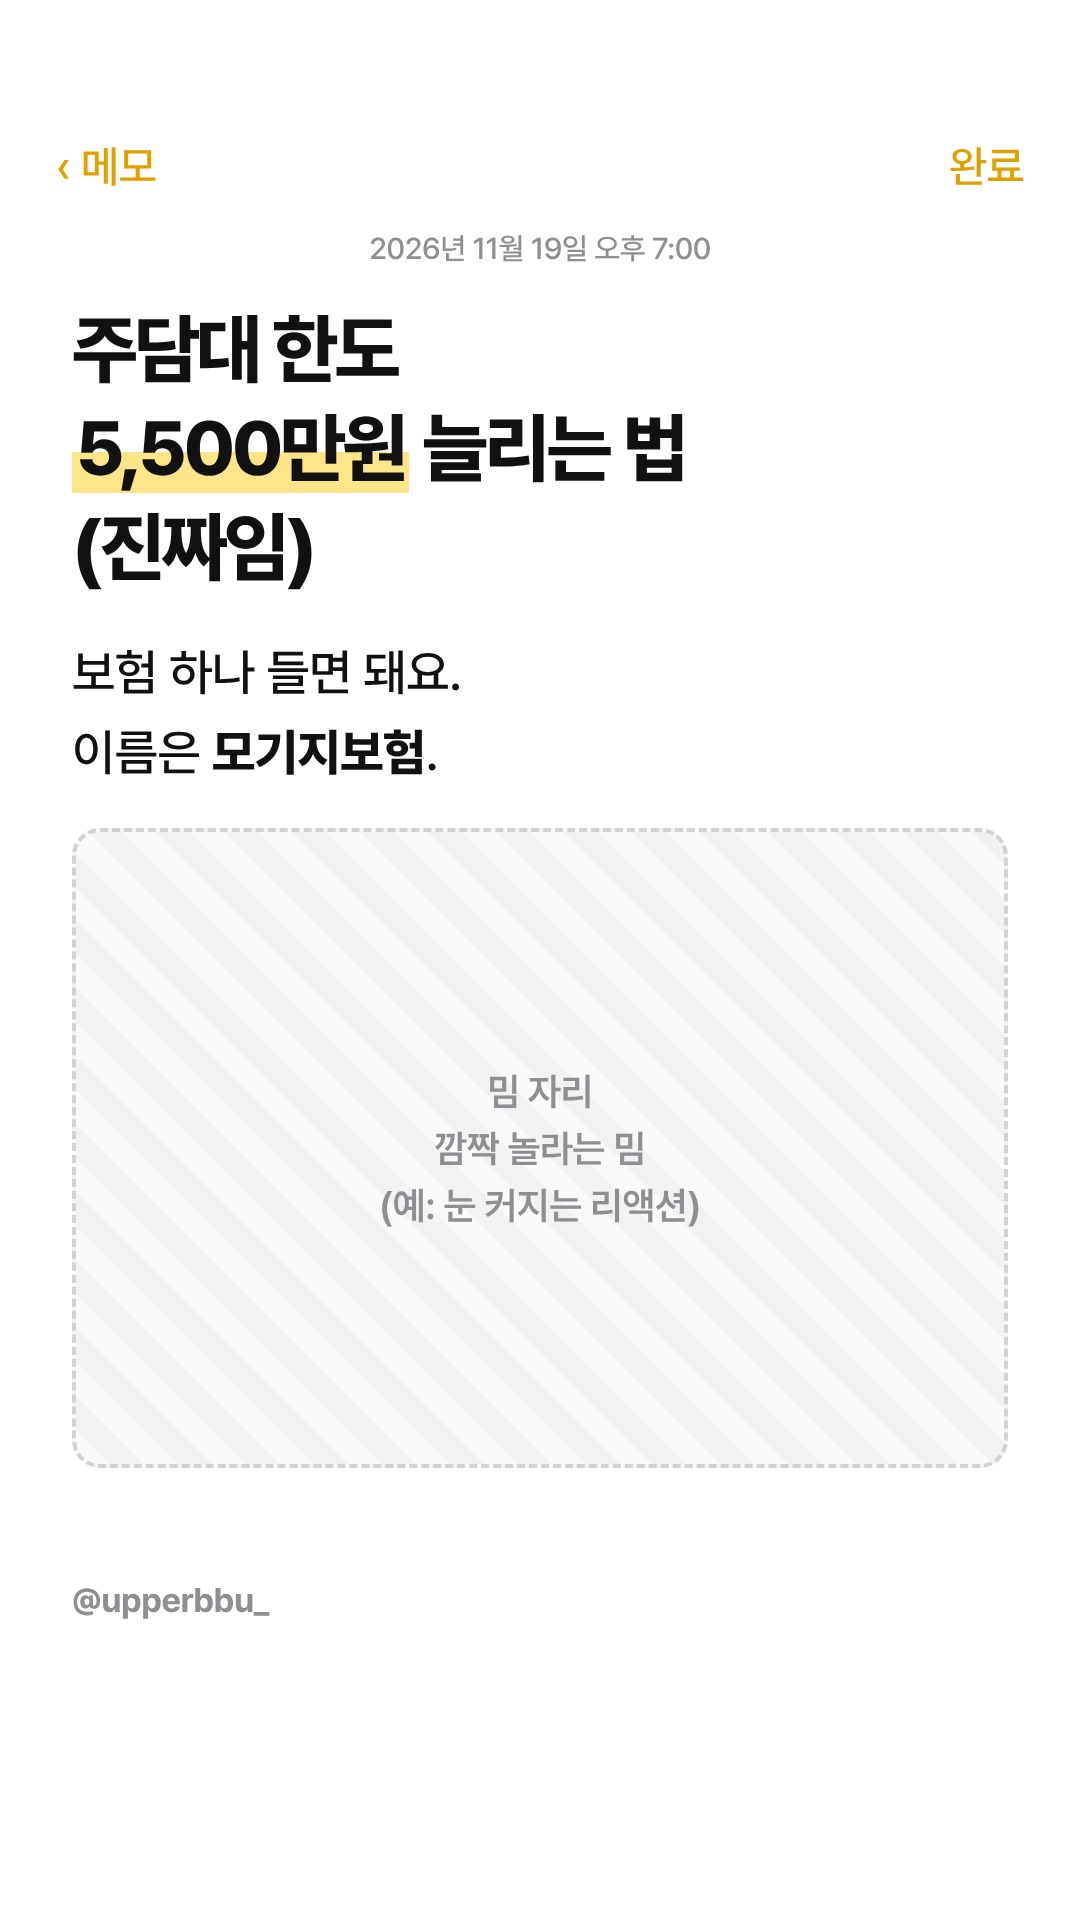 ‹ 메모
완료
2026년 11월 19일 오후 7:00
주담대 한도
5,500만원 늘리는 법
(진짜임)
보험 하나 들면 돼요.
이름은 모기지보험.
밈 자리
깜짝 놀라는 밈
(예: 눈 커지는 리액션)
@upperbbu_